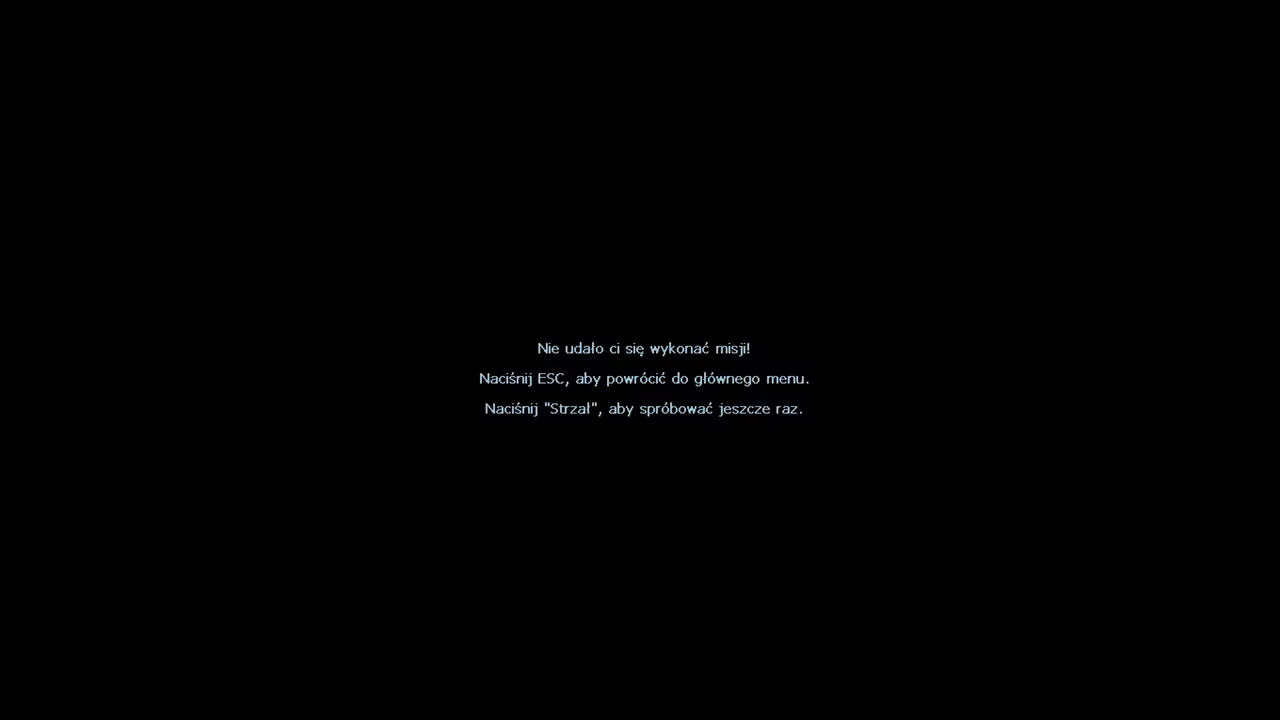 Nie udało ci się wykonać misji!
Naciśnij ESC, aby powrócić do głównego menu.
Naciśnij "Strzał", aby spróbować jeszcze raz.